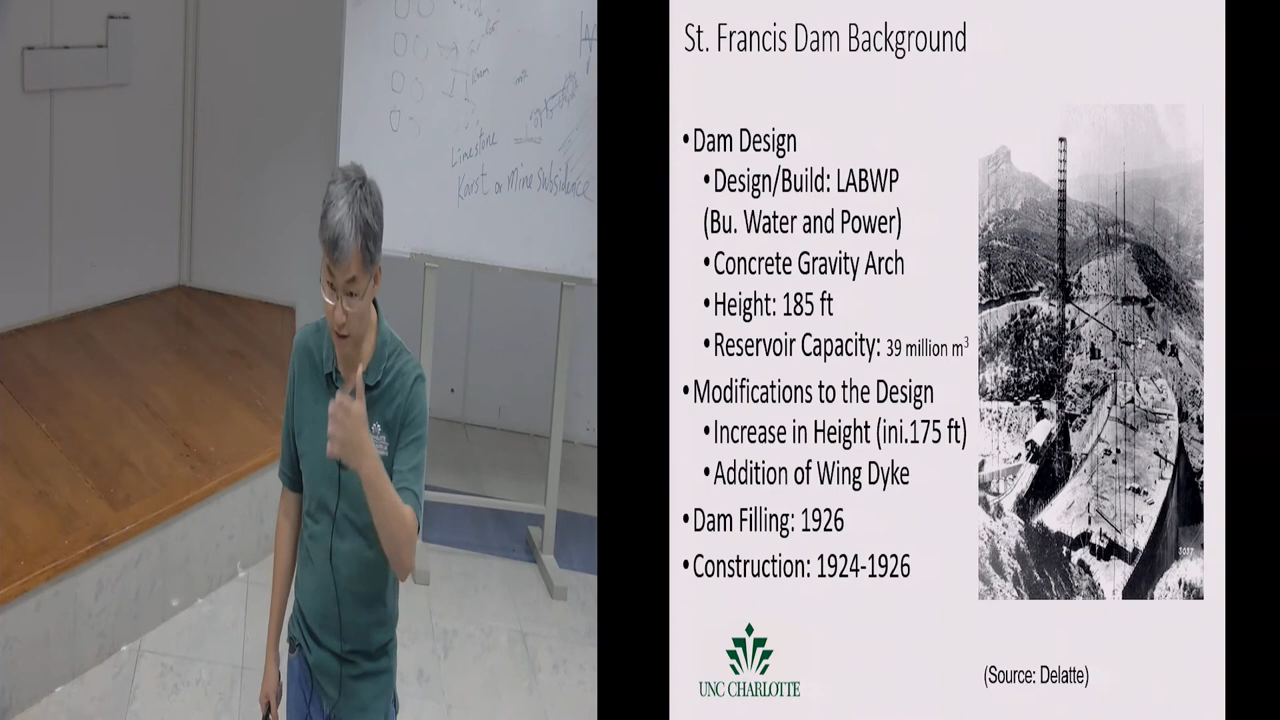 Limestone
Karst or Mine Subsidence
St. Francis Dam Background
•Dam Design
•Design/Build: LABWP
(Bu. Water and Power)
•Concrete Gravity Arch
•Height: 185 ft
•Reservoir Capacity: 39 million m³
•Modifications to the Design
•Increase in Height (ini.175 ft)
•Addition of Wing Dyke
•Dam Filling: 1926
•Construction: 1924-1926
3057
UNC CHARLOTTE
(Source: Delatte)